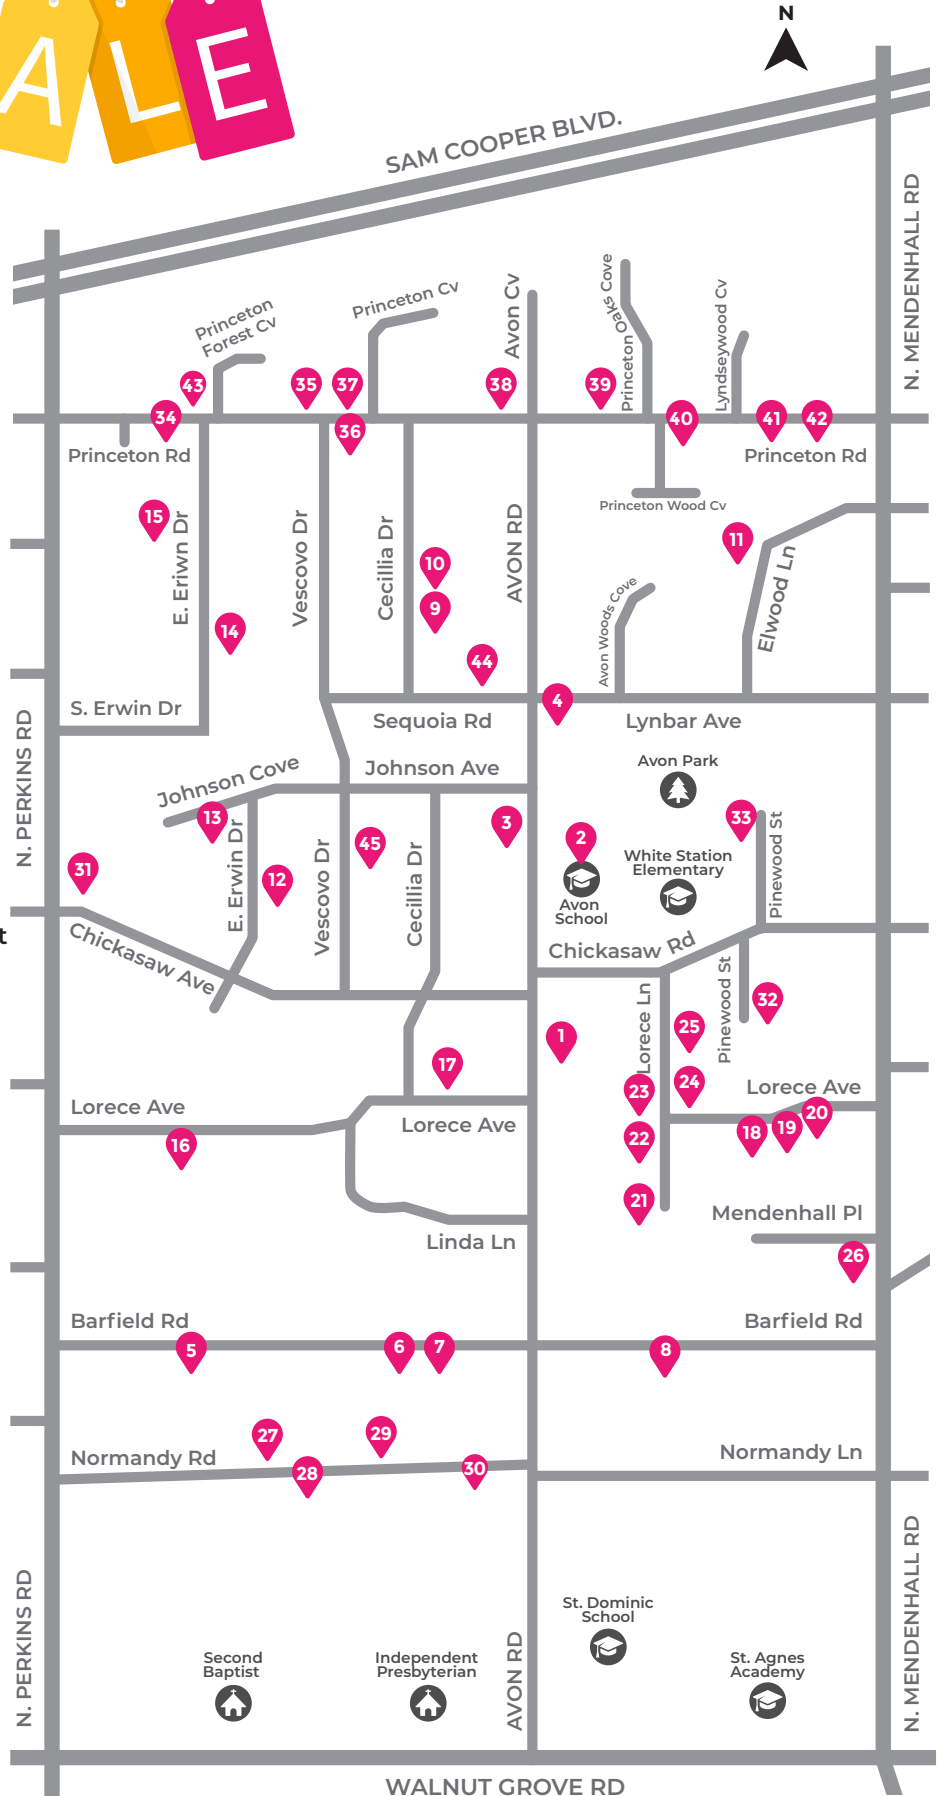 ALE
N
SAM COOPER BLVD.
N. MENDENHALL RD
Princeton
Forest Cv
Princeton Cv
Avon Cv
Princeton Oaks Cove
Lyndseywood Cv
43
35
37
38
39
34
36
40
41
42
Princeton Rd
Princeton Rd
Princeton Wood Cv
15
E. Eriwn Dr
Vescovo Dr
Cecillia Dr
AVON RD
11
10
9
14
Avon Woods Cove
Elwood Ln
44
4
S. Erwin Dr
Sequoia Rd
Lynbar Ave
N. PERKINS RD
Johnson Cove
Johnson Ave
Avon Park
13
E. Erwin Dr
3
2
33
Pinewood St
45
Vescovo Dr
Cecillia Dr
White Station
Elementary
31
12
Avon
School
t
Chickasaw Ave
Chickasaw Rd
Lorece Ln
Pinewood St
32
25
1
17
24
23
Lorece Ave
Lorece Ave
Lorece Ave
20
19
18
22
16
21
Mendenhall Pl
Linda Ln
26
Barfield Rd
Barfield Rd
5
6
7
8
27
29
Normandy Rd
Normandy Ln
28
30
N. PERKINS RD
AVON RD
N. MENDENHALL RD
St. Dominic
School
Second
Baptist
Independent
Presbyterian
St. Agnes
Academy
WALNUT GROVE RD